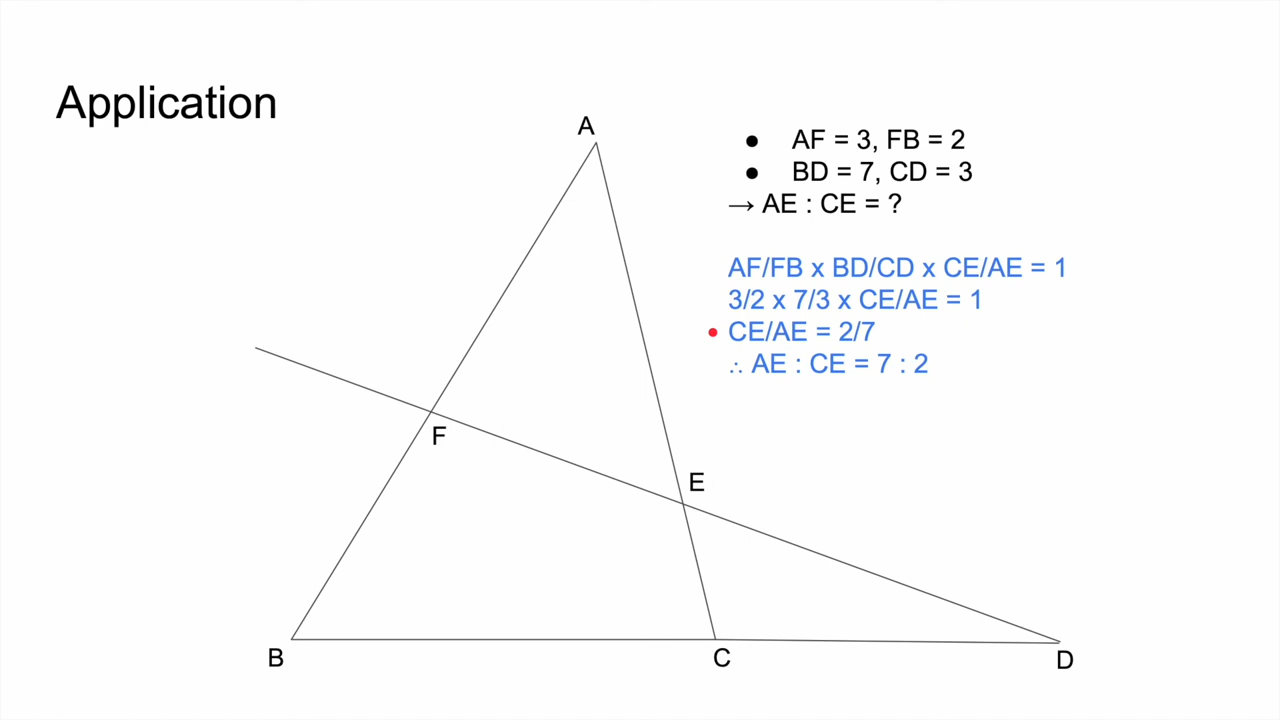 Application
A
● AF = 3, FB = 2
● BD = 7, CD = 3
→ AE : CE = ?
AF/FB x BD/CD x CE/AE = 1
3/2 x 7/3 x CE/AE = 1
CE/AE = 2/7
∴ AE : CE = 7 : 2
F
E
B
C
D